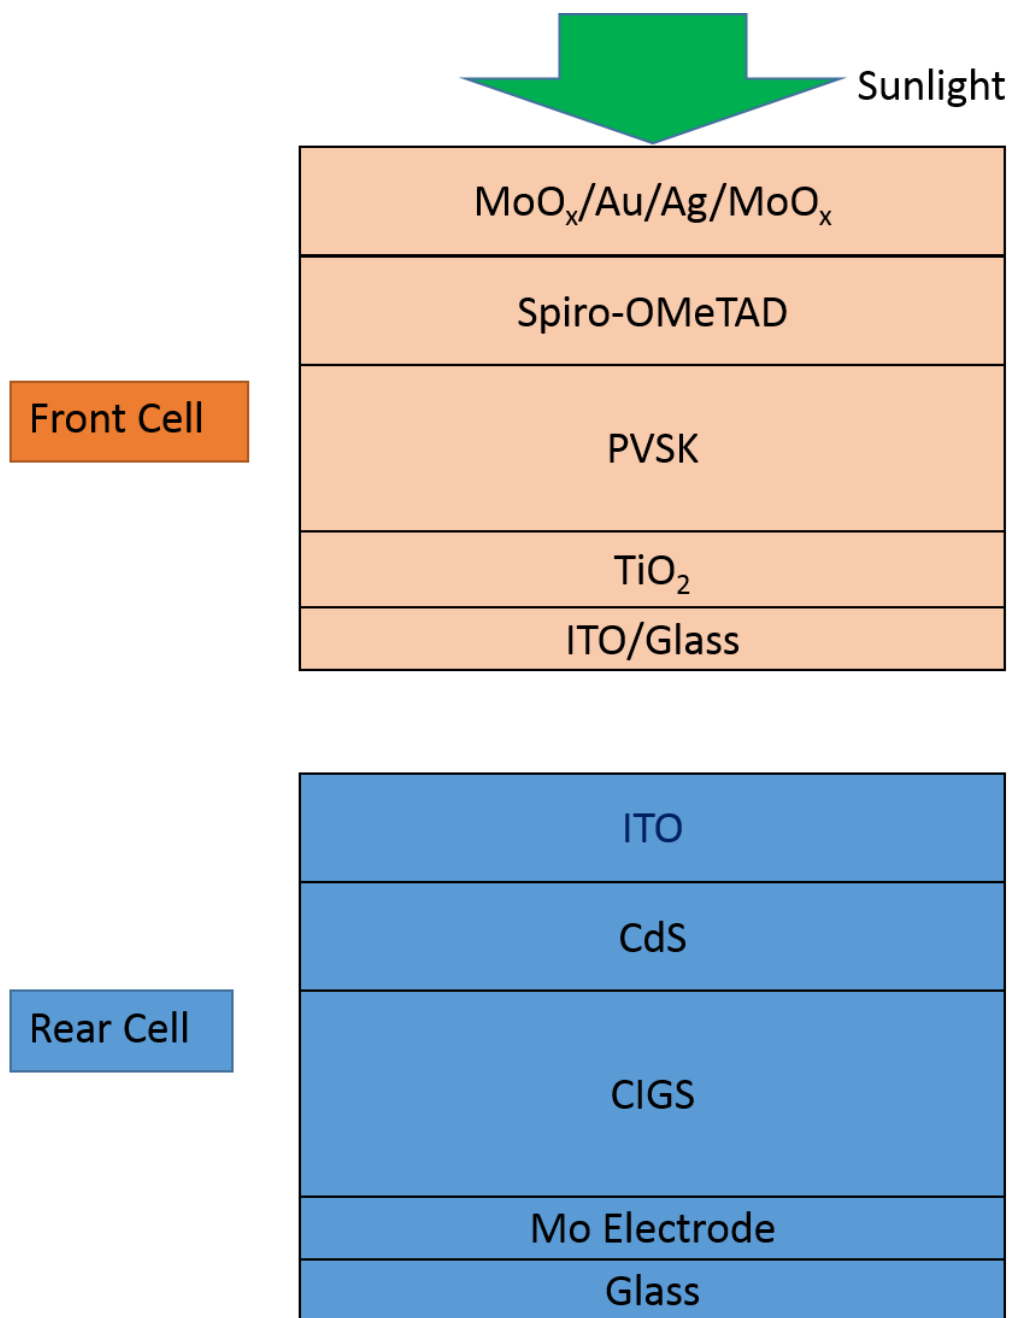 Sunlight
MoOₓ/Au/Ag/MoOₓ
Spiro-OMeTAD
Front Cell
PVSK
TiO₂
ITO/Glass
ITO
CdS
Rear Cell
CIGS
Mo Electrode
Glass